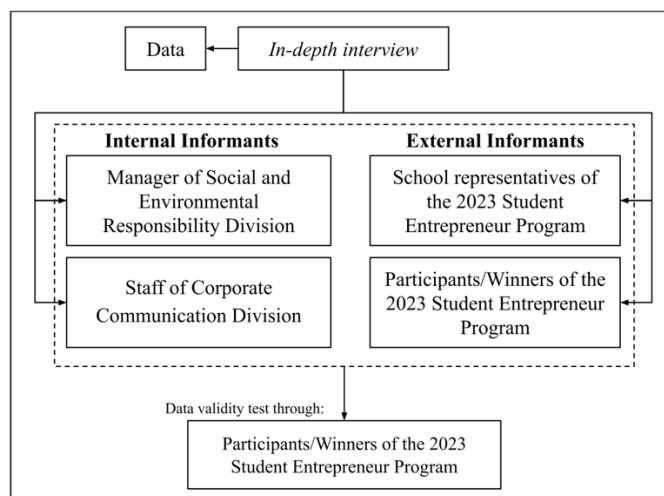 Data
In-depth interview
Internal Informants
External Informants
Manager of Social and
Environmental
Responsibility Division
School representatives of
the 2023 Student
Entrepreneur Program
Staff of Corporate
Communication Division
Participants/Winners of the
2023 Student Entrepreneur
Program
Data validity test through:
Participants/Winners of the 2023
Student Entrepreneur Program